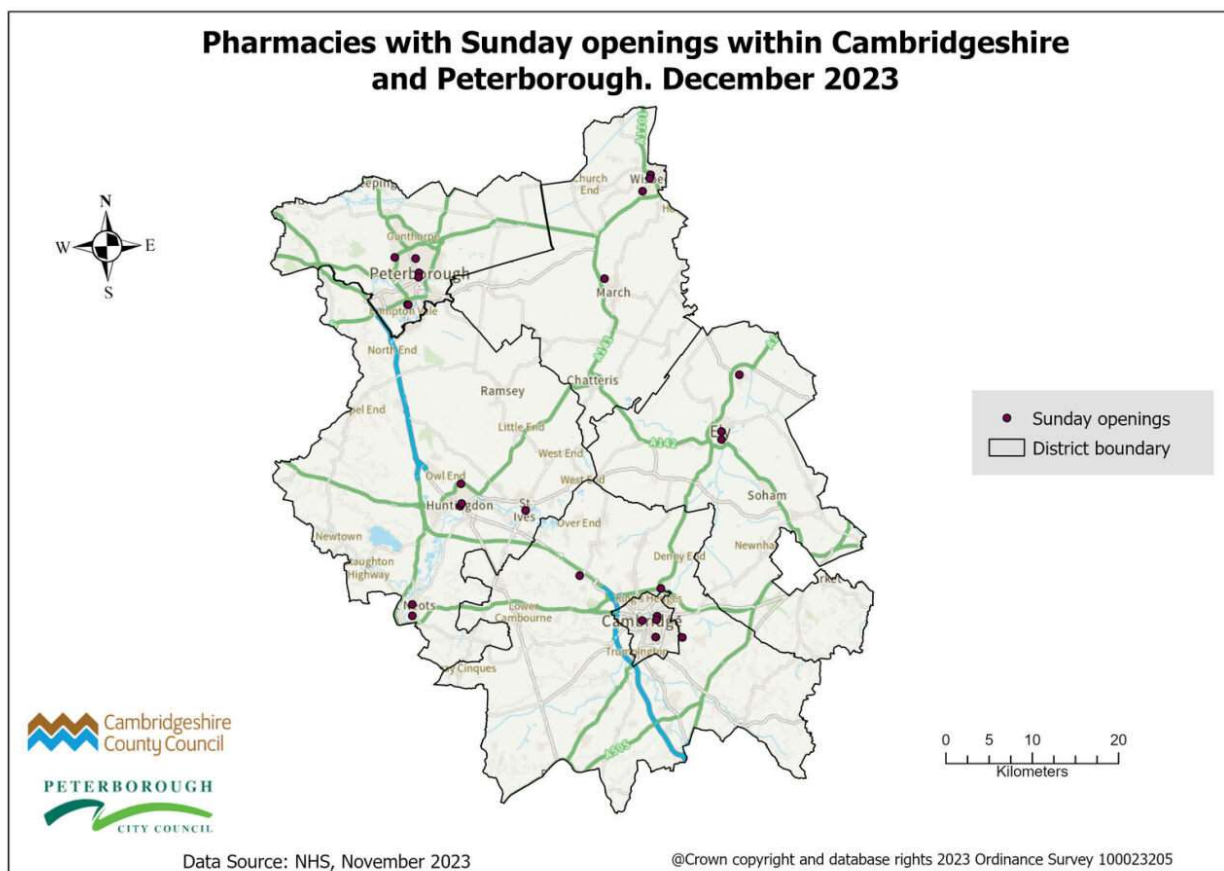 Pharmacies with Sunday openings within Cambridgeshire
and Peterborough. December 2023
N
W E
S
Church
End
Gunthorpe
Peterborough
March
North End
Chatteris
Ramsey
Little End
A142
Ely
West End
Owl End
West End
Soham
Huntingdon
St
Ives
Over End
Newtown
Denny End
Highway
Lower
Cambourne
Cambridge
Trumpington
A505
Sunday openings
District boundary
Cambridgeshire
County Council
PETERBOROUGH
CITY COUNCIL
0 5 10 20
Kilometers
Data Source: NHS, November 2023
@Crown copyright and database rights 2023 Ordinance Survey 100023205